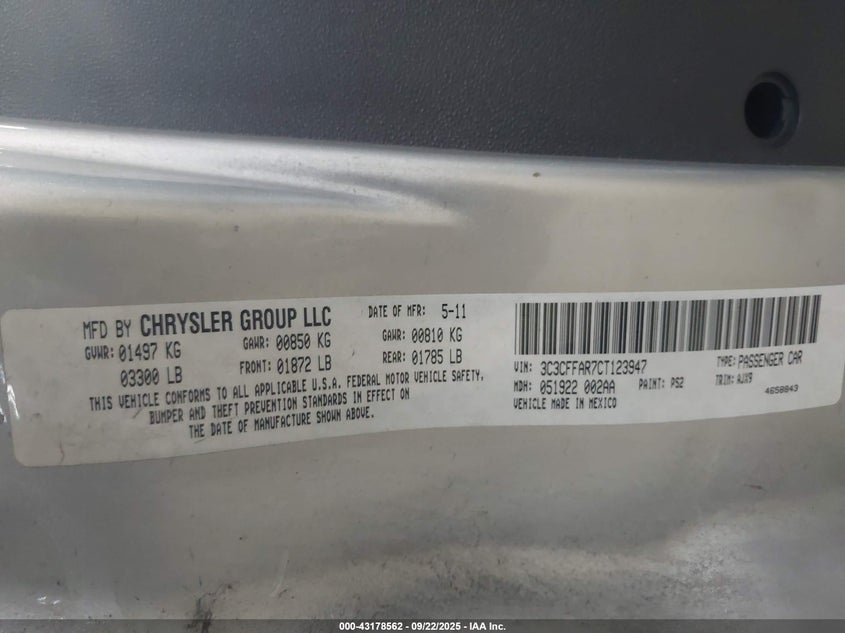 MFD BY CHRYSLER GROUP LLC DATE OF MFR: 5-11
GVWR: 01497 KG GAWR: 00850 KG GAWR: 00810 KG
03300 LB FRONT: 01872 LB REAR: 01785 LB
THIS VEHICLE CONFORMS TO ALL APPLICABLE U.S.A. FEDERAL MOTOR VEHICLE SAFETY,
BUMPER AND THEFT PREVENTION STANDARDS IN EFFECT ON
THE DATE OF MANUFACTURE SHOWN ABOVE.
VIN: 3C3CFFAR7CT123947 TYPE: PASSENGER CAR
MDH: 051922 002AA PAINT: PS2 TRIM: AJX9
VEHICLE MADE IN MEXICO 4658843
000-43178562 | 09/22/2025 | IAA Inc.